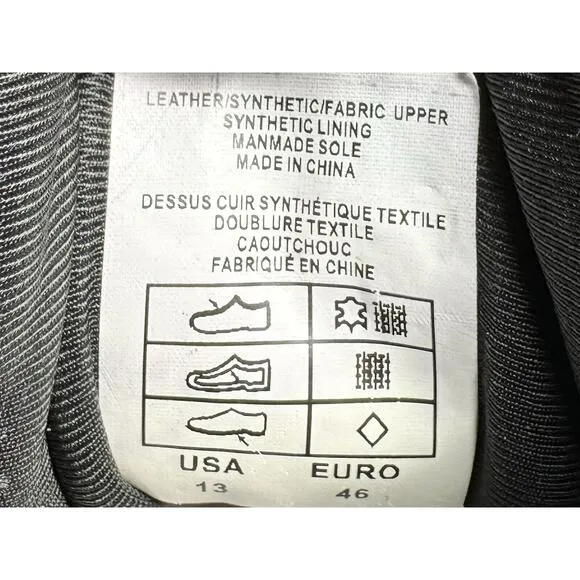 LEATHER/SYNTHETIC/FABRIC UPPER
SYNTHETIC LINING
MANMADE SOLE
MADE IN CHINA
DESSUS CUIR SYNTHÉTIQUE TEXTILE
DOUBLURE TEXTILE
CAOUTCHOUC
FABRIQUÉ EN CHINE
USA EURO
13 46